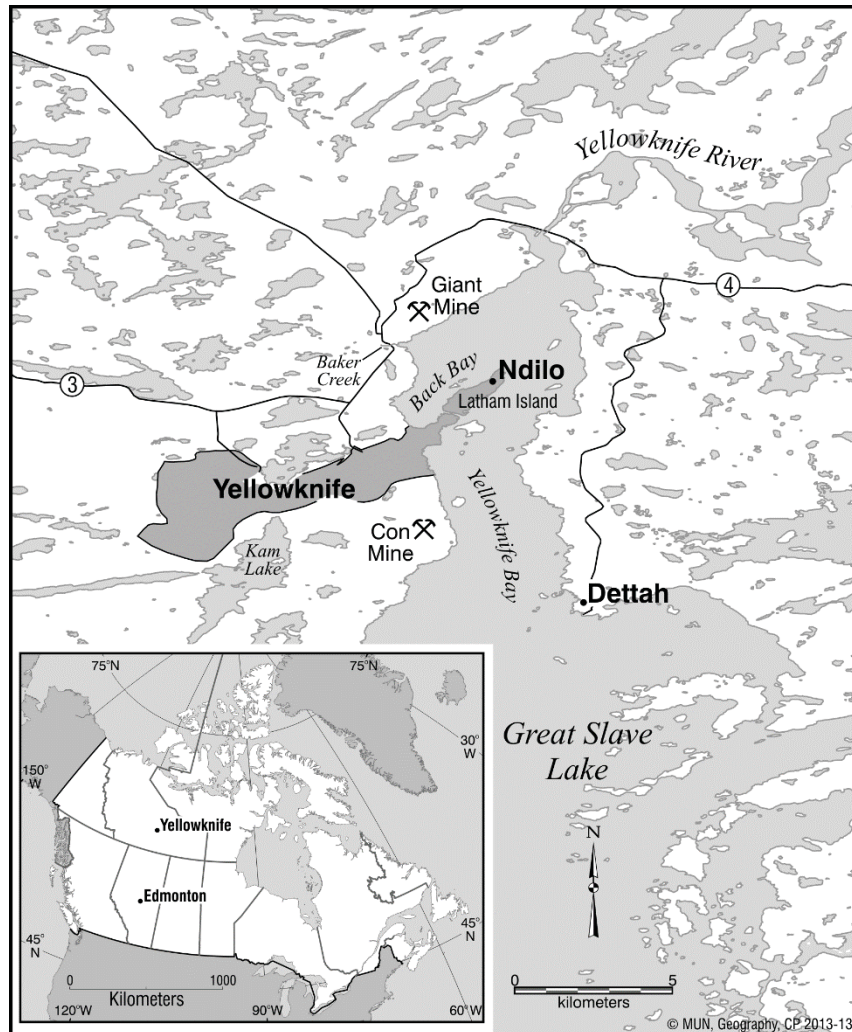 Yellowknife River
4
Giant
Mine
Baker
Creek
3
Back Bay
Ndilo
Latham Island
Yellowknife
Yellowknife Bay
Con
Mine
Kam
Lake
Dettah
Great Slave
Lake
N
0 5
kilometers
75°N 75°N
30°
W
150°
W
Yellowknife
Edmonton
45°
N
45°
N
0 1000
Kilometers
120°W 90°W 60°W
© MUN, Geography, CP 2013-13